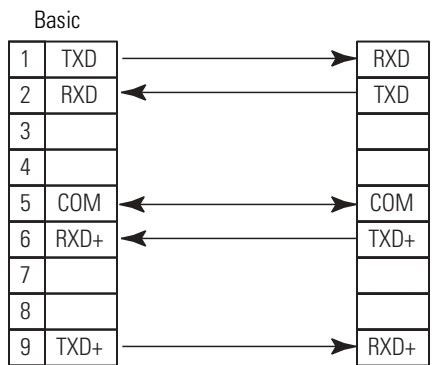 Basic
1 TXD RXD
2 RXD TXD
3
4
5 COM COM
6 RXD+ TXD+
7
8
9 TXD+ RXD+